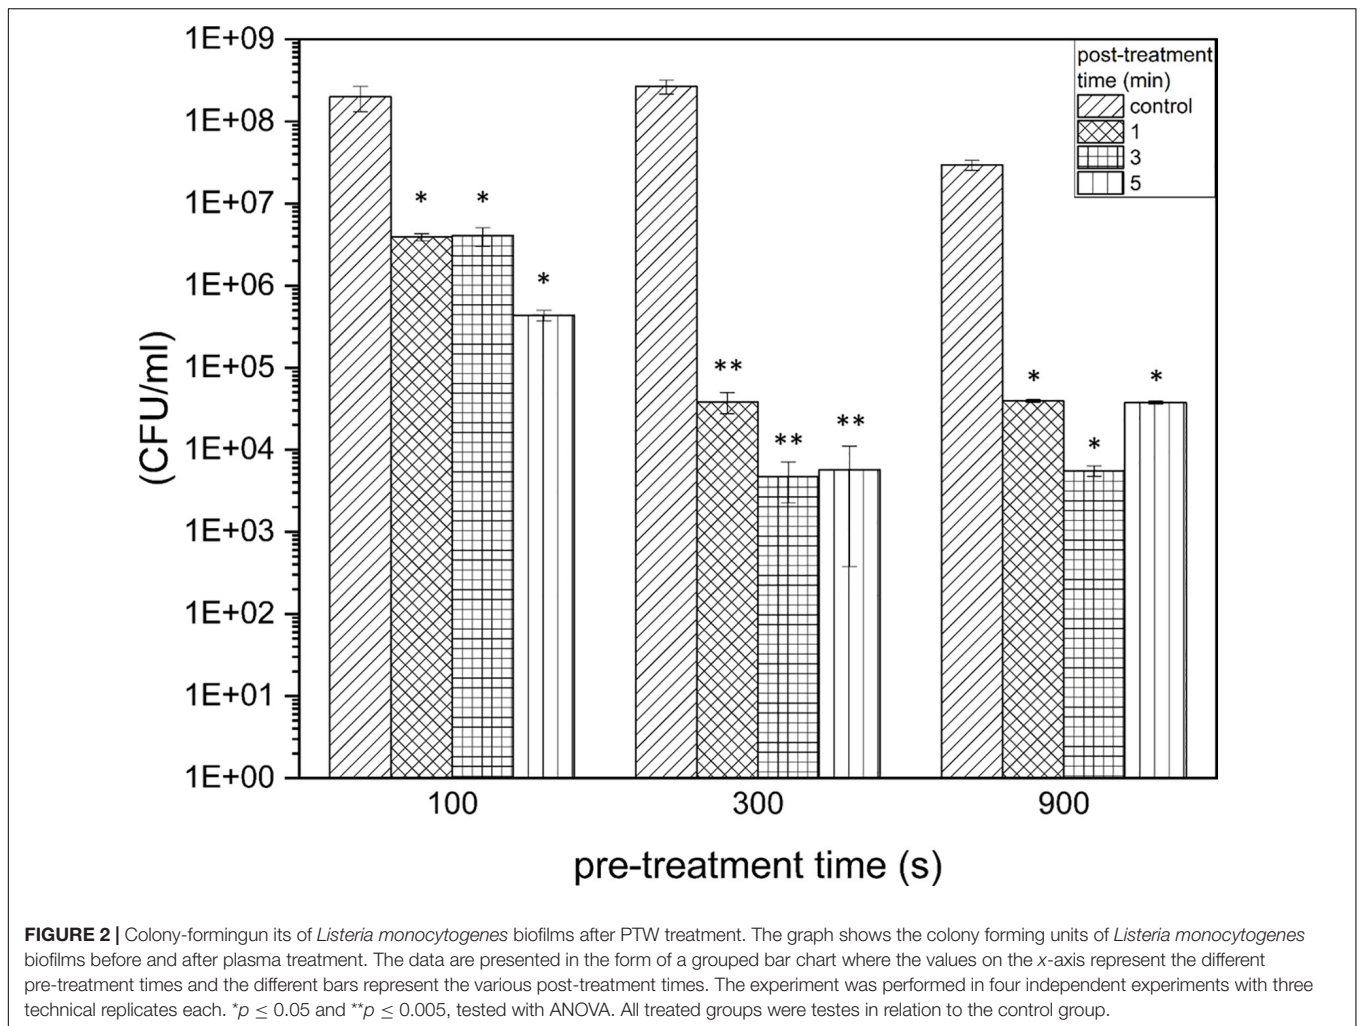 1E+09
1E+08
1E+07
1E+06
1E+05
1E+04
1E+03
1E+02
1E+01
1E+00
(CFU/ml)
post-treatment
time (min)
control
1
3
5
* * *
** ** **
* * *
100 300 900
pre-treatment time (s)
FIGURE 2 | Colony-formingun its of Listeria monocytogenes biofilms after PTW treatment. The graph shows the colony forming units of Listeria monocytogenes
biofilms before and after plasma treatment. The data are presented in the form of a grouped bar chart where the values on the x-axis represent the different
pre-treatment times and the different bars represent the various post-treatment times. The experiment was performed in four independent experiments with three
technical replicates each. *p ≤ 0.05 and **p ≤ 0.005, tested with ANOVA. All treated groups were testes in relation to the control group.